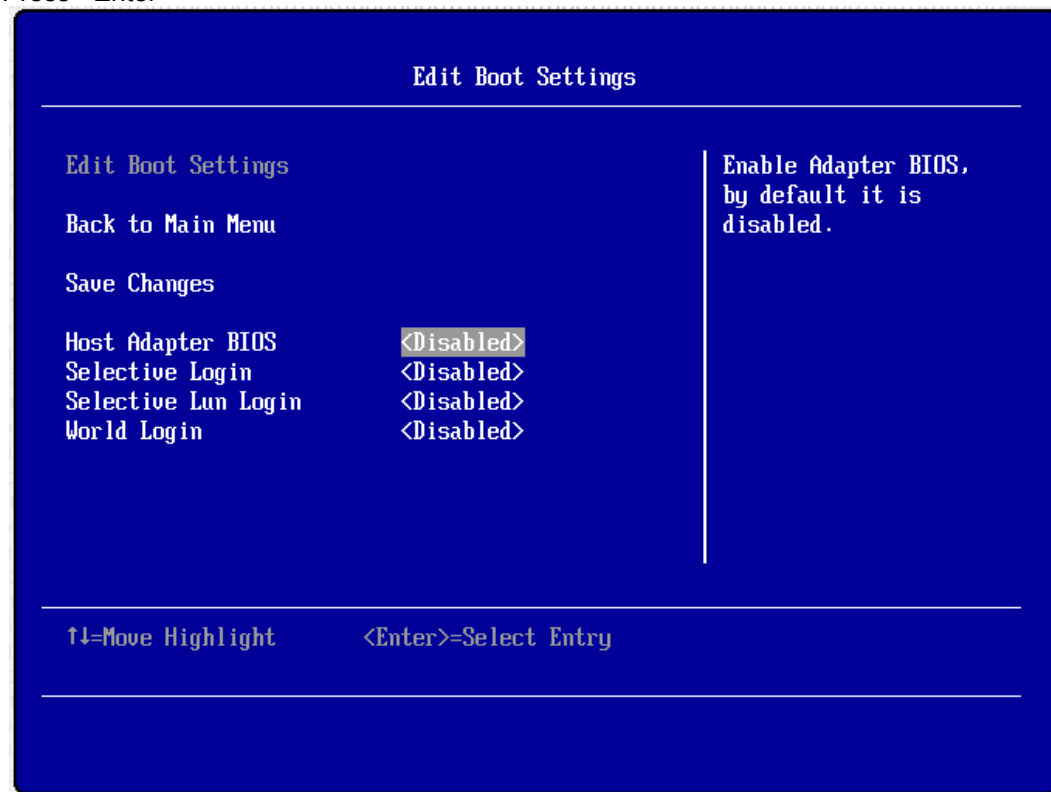 Edit Boot Settings
Edit Boot Settings
Back to Main Menu
Save Changes
Host Adapter BIOS <Disabled>
Selective Login <Disabled>
Selective Lun Login <Disabled>
World Login <Disabled>
Enable Adapter BIOS,
by default it is
disabled.
↑↓=Move Highlight <Enter>=Select Entry